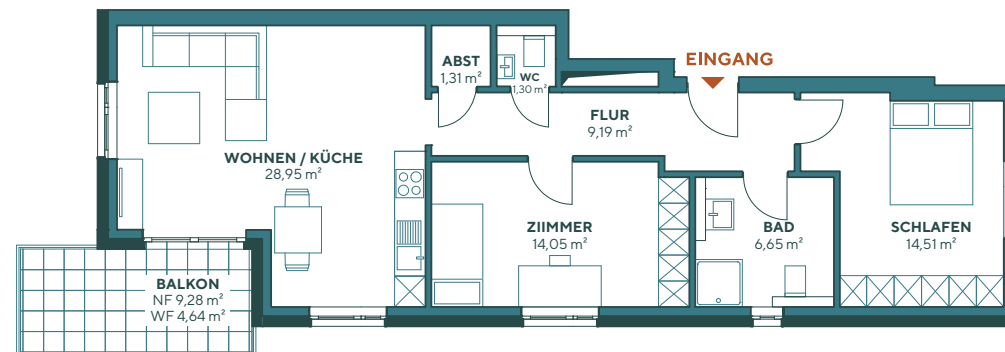 EINGANG
ABST
1,31 m²
WC
1,30 m²
FLUR
9,19 m²
WOHNEN / KÜCHE
28,95 m²
ZIIMMER
14,05 m²
BAD
6,65 m²
SCHLAFEN
14,51 m²
BALKON
NF 9,28 m²
WF 4,64 m²